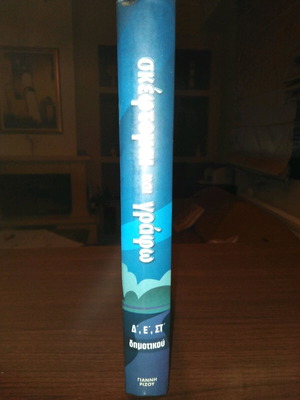 σκέφτομαι και γράφω
Δ΄, Ε΄, ΣΤ΄
δημοτικού
ΓΙΑΝΝΗ
ΡΙΖΟΥ